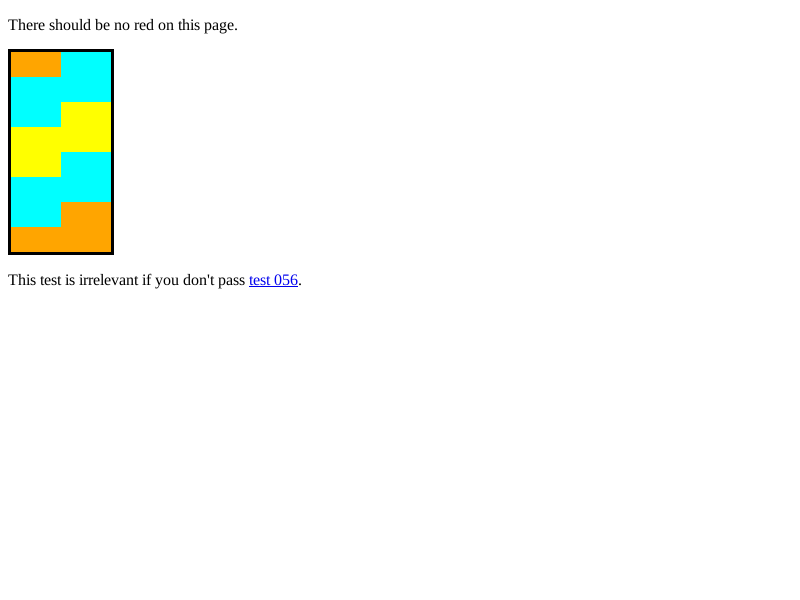 There should be no red on this page.
This test is irrelevant if you don't pass test 056.